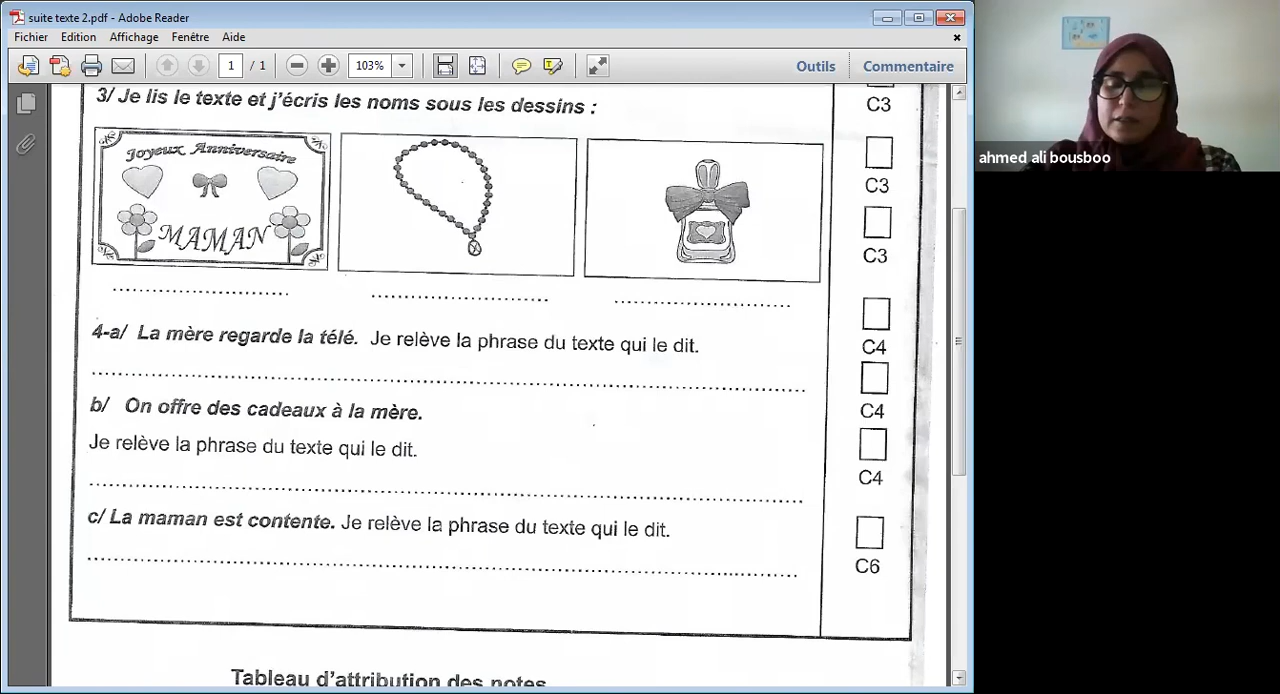 suite texte 2.pdf - Adobe Reader
Fichier Edition Affichage Fenêtre Aide
1 / 1 103% Outils Commentaire
3/ Je lis le texte et j'écris les noms sous les dessins :
C3
Joyeux Anniversaire
MAMAN
C3
C3
4-a/ La mère regarde la télé. Je relève la phrase du texte qui le dit.
C4
b/ On offre des cadeaux à la mère.
C4
Je relève la phrase du texte qui le dit.
C4
c/ La maman est contente. Je relève la phrase du texte qui le dit.
C6
Tableau d'attribution des notes
ahmed ali bousboo